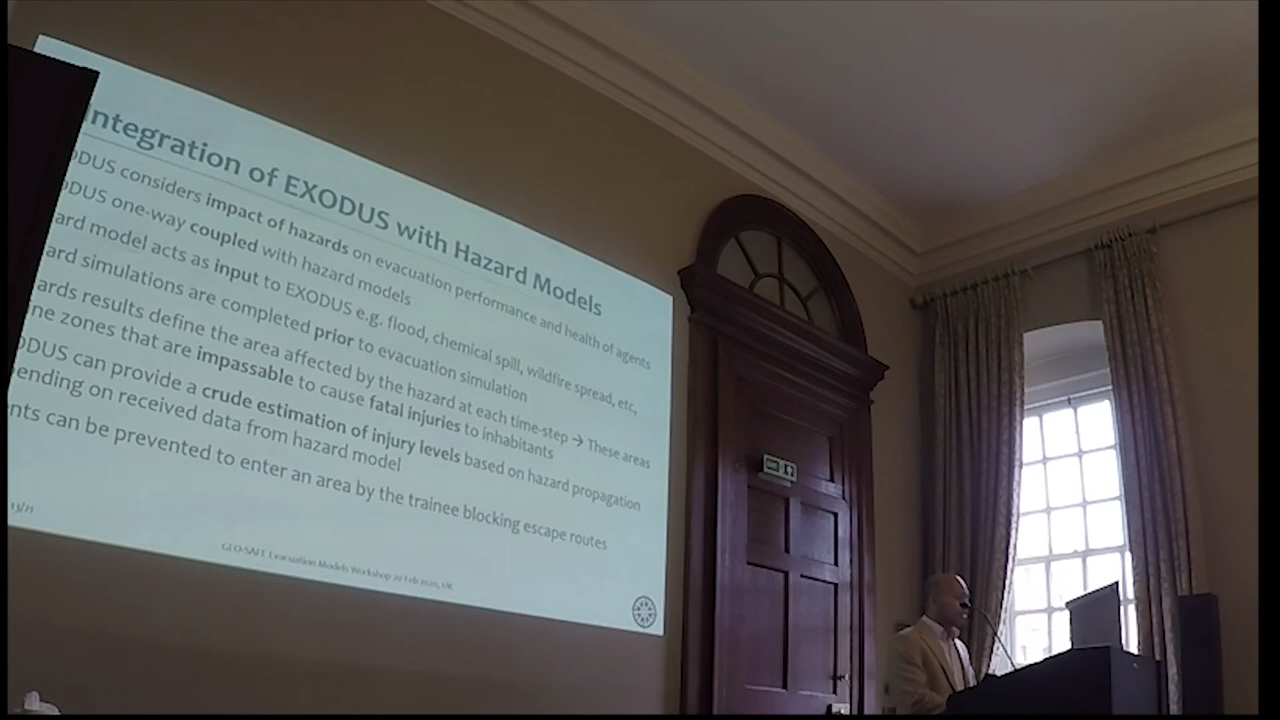 Integration of EXODUS with Hazard Models
ODUS considers impact of hazards on evacuation performance and health of agents
ODUS one-way coupled with hazard models
ard model acts as input to EXODUS e.g. flood, chemical spill, wildfire spread, etc,
ard simulations are completed prior to evacuation simulation
ards results define the area affected by the hazard at each time-step → These areas
ne zones that are impassable to cause fatal injuries to inhabitants
ODUS can provide a crude estimation of injury levels based on hazard propagation
ending on received data from hazard model
nts can be prevented to enter an area by the trainee blocking escape routes
13/21
GEO-SAFE Evacuation Models Workshop Feb 2020, UK